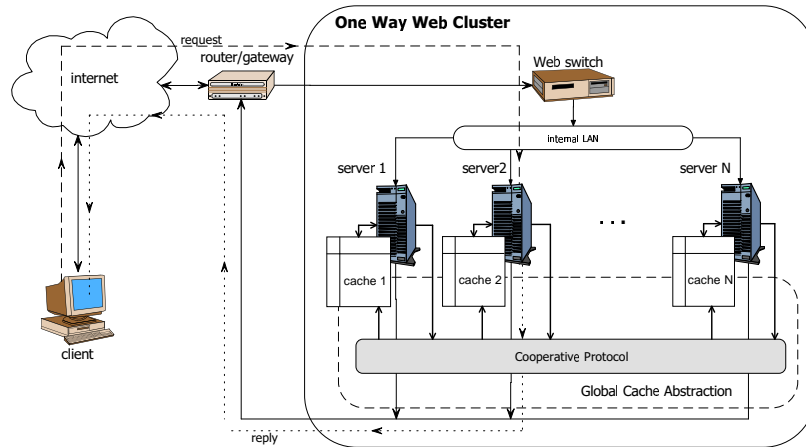 One Way Web Cluster
request
router/gateway
internet
Web switch
internal LAN
server 1
server2
server N
. . .
cache 1
cache 2
cache N
client
Cooperative Protocol
Global Cache Abstraction
reply